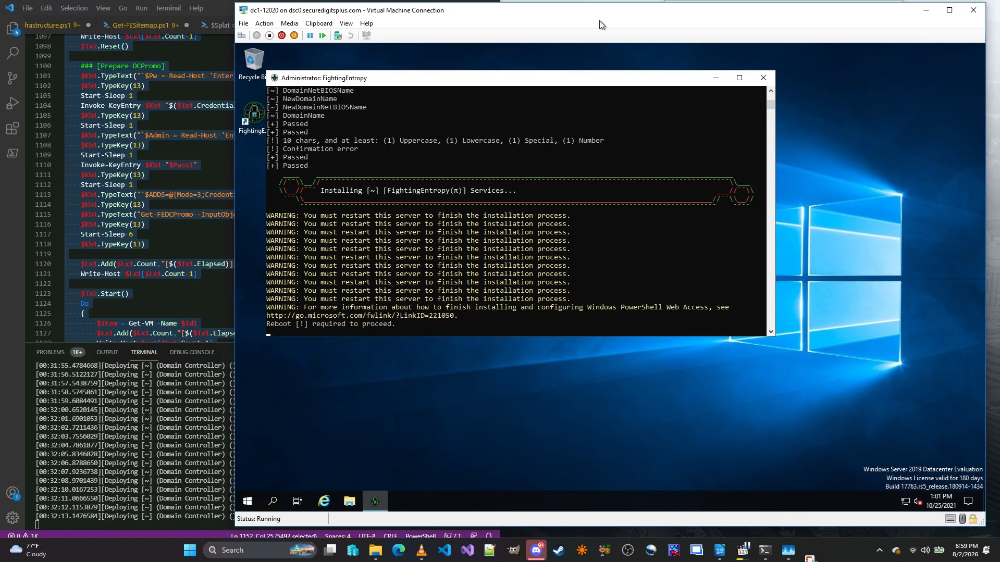 File Edit Selection View Go Run Terminal Help
frastructure.ps1 9+ Get-FESitemap.ps1 9+ $Splat =
1097 Write-Host $Lx1[$Lx1.Count-1]
1098 $Tx2.Reset()
1099
1100 ### [Prepare DCPromo]
1101 $Kb1.TypeText("`$Pw = Read-Host 'Enter
1102 $Kb1.TypeKey(13)
1103 Start-Sleep 1
1104 Invoke-KeyEntry $Kb1 "$($Inf.Credential
1105 $Kb1.TypeKey(13)
1106 Start-Sleep 1
1107 $Kb1.TypeText("`$Admin = Read-Host 'En
1108 $Kb1.TypeKey(13)
1109 Start-Sleep 1
1110 Invoke-KeyEntry $Kb1 "$Pass1"
1111 $Kb1.TypeKey(13)
1112 Start-Sleep 1
1113 $Kb1.TypeText("`$ADDS=@{Mode=3;Credent
1114 $Kb1.TypeKey(13)
1115 $Kb1.TypeText("Get-FEDCPromo -InputObj
1116 $Kb1.TypeKey(13)
1117 Start-Sleep 6
1118 $Kb1.TypeKey(13)
1119
1120 $Lx1.Add($Lx1.Count,"[$($Tx1.Elapsed)]
1121 Write-Host $Lx1[$Lx1.Count-1]
1122
1123 $Tx2.Start()
1124 Do
1125 {
1126 $Item = Get-VM -Name $Id1
1127 $Lx1.Add($Lx1.Count,"[$($Tx1.Elapse
PROBLEMS 1K+ OUTPUT TERMINAL DEBUG CONSOLE
[00:31:55.4784668][Deploying [~] (Domain Controller) ()
[00:31:56.5122127][Deploying [~] (Domain Controller) ()
[00:31:57.5438759][Deploying [~] (Domain Controller) ()
[00:31:58.5745861][Deploying [~] (Domain Controller) ()
[00:31:59.6084491][Deploying [~] (Domain Controller) ()
[00:32:00.6520145][Deploying [~] (Domain Controller) ()
[00:32:01.6901053][Deploying [~] (Domain Controller) ()
[00:32:02.7211436][Deploying [~] (Domain Controller) ()
[00:32:03.7556029][Deploying [~] (Domain Controller) ()
[00:32:04.7861877][Deploying [~] (Domain Controller) ()
[00:32:05.8346828][Deploying [~] (Domain Controller) ()
[00:32:06.8788650][Deploying [~] (Domain Controller) ()
[00:32:07.9236738][Deploying [~] (Domain Controller) ()
[00:32:08.9701439][Deploying [~] (Domain Controller) ()
[00:32:10.0167253][Deploying [~] (Domain Controller) ()
[00:32:11.0666550][Deploying [~] (Domain Controller) ()
[00:32:12.1153879][Deploying [~] (Domain Controller) ()
[00:32:13.1476584][Deploying [~] (Domain Controller) ()
0 1K Ln 1152, Col 25 (5492 selected) Spaces: 4 UTF-8 CRLF PowerShell 7.1
dc1-12020 on dsc0.securedigitsplus.com - Virtual Machine Connection
File Action Media Clipboard View Help
Recycle Bi
FightingE.
Administrator: FightingEntropy
[~] DomainNetBIOSName
[~] NewDomainName
[~] NewDomainNetBIOSName
[~] DomainName
[+] Passed
[+] Passed
[!] 10 chars, and at least: (1) Uppercase, (1) Lowercase, (1) Special, (1) Number
[!] Confirmation error
[+] Passed
[+] Passed
Installing [~] [FightingEntropy(π)] Services...
WARNING: You must restart this server to finish the installation process.
WARNING: You must restart this server to finish the installation process.
WARNING: You must restart this server to finish the installation process.
WARNING: You must restart this server to finish the installation process.
WARNING: You must restart this server to finish the installation process.
WARNING: You must restart this server to finish the installation process.
WARNING: You must restart this server to finish the installation process.
WARNING: You must restart this server to finish the installation process.
WARNING: You must restart this server to finish the installation process.
WARNING: You must restart this server to finish the installation process.
WARNING: You must restart this server to finish the installation process.
WARNING: For more information about how to finish installing and configuring Windows PowerShell Web Access, see
http://go.microsoft.com/fwlink/?LinkID=221050.
Reboot [!] required to proceed.
Windows Server 2019 Datacenter Evaluation
Windows License valid for 180 days
Build 17763.rs5_release.180914-1434
1:01 PM
10/25/2021
Status: Running
77°F
Cloudy
Search
6:59 PM
8/2/2026